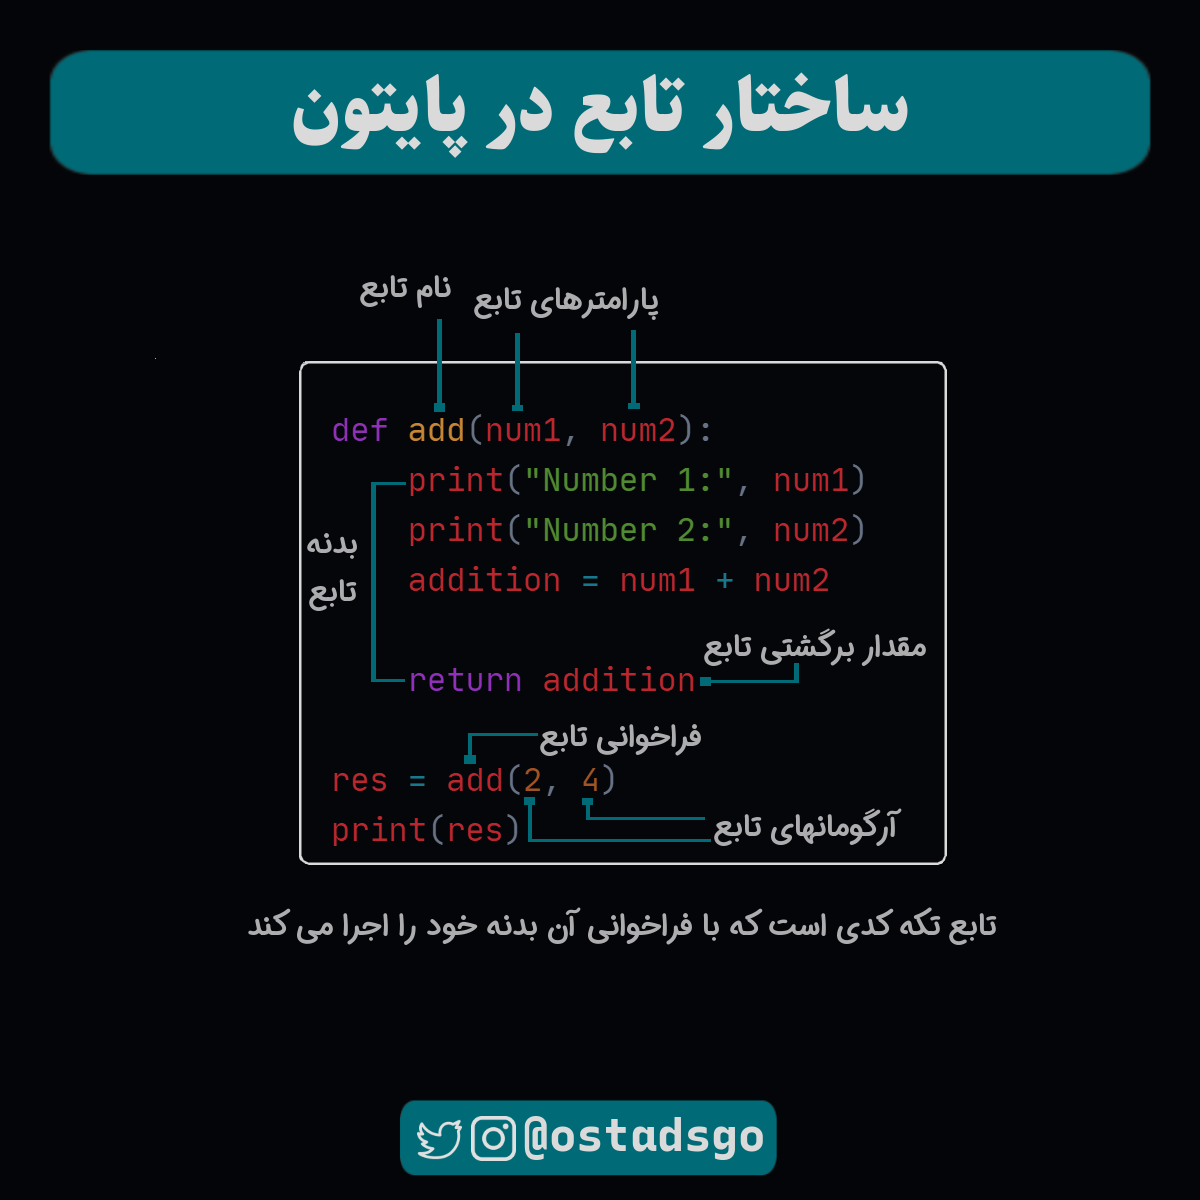 ساختار تابع در پایتون
نام تابع
پارامترهای تابع
def add(num1, num2):
print("Number 1:", num1)
print("Number 2:", num2)
بدنه
تابع
addition = num1 + num2
مقدار برگشتی تابع
return addition
فراخوانی تابع
res = add(2, 4)
آرگومانهای تابع
print(res)
تابع تکه کدی است که با فراخوانی آن بدنه خود را اجرا می کند
@ostadsgo